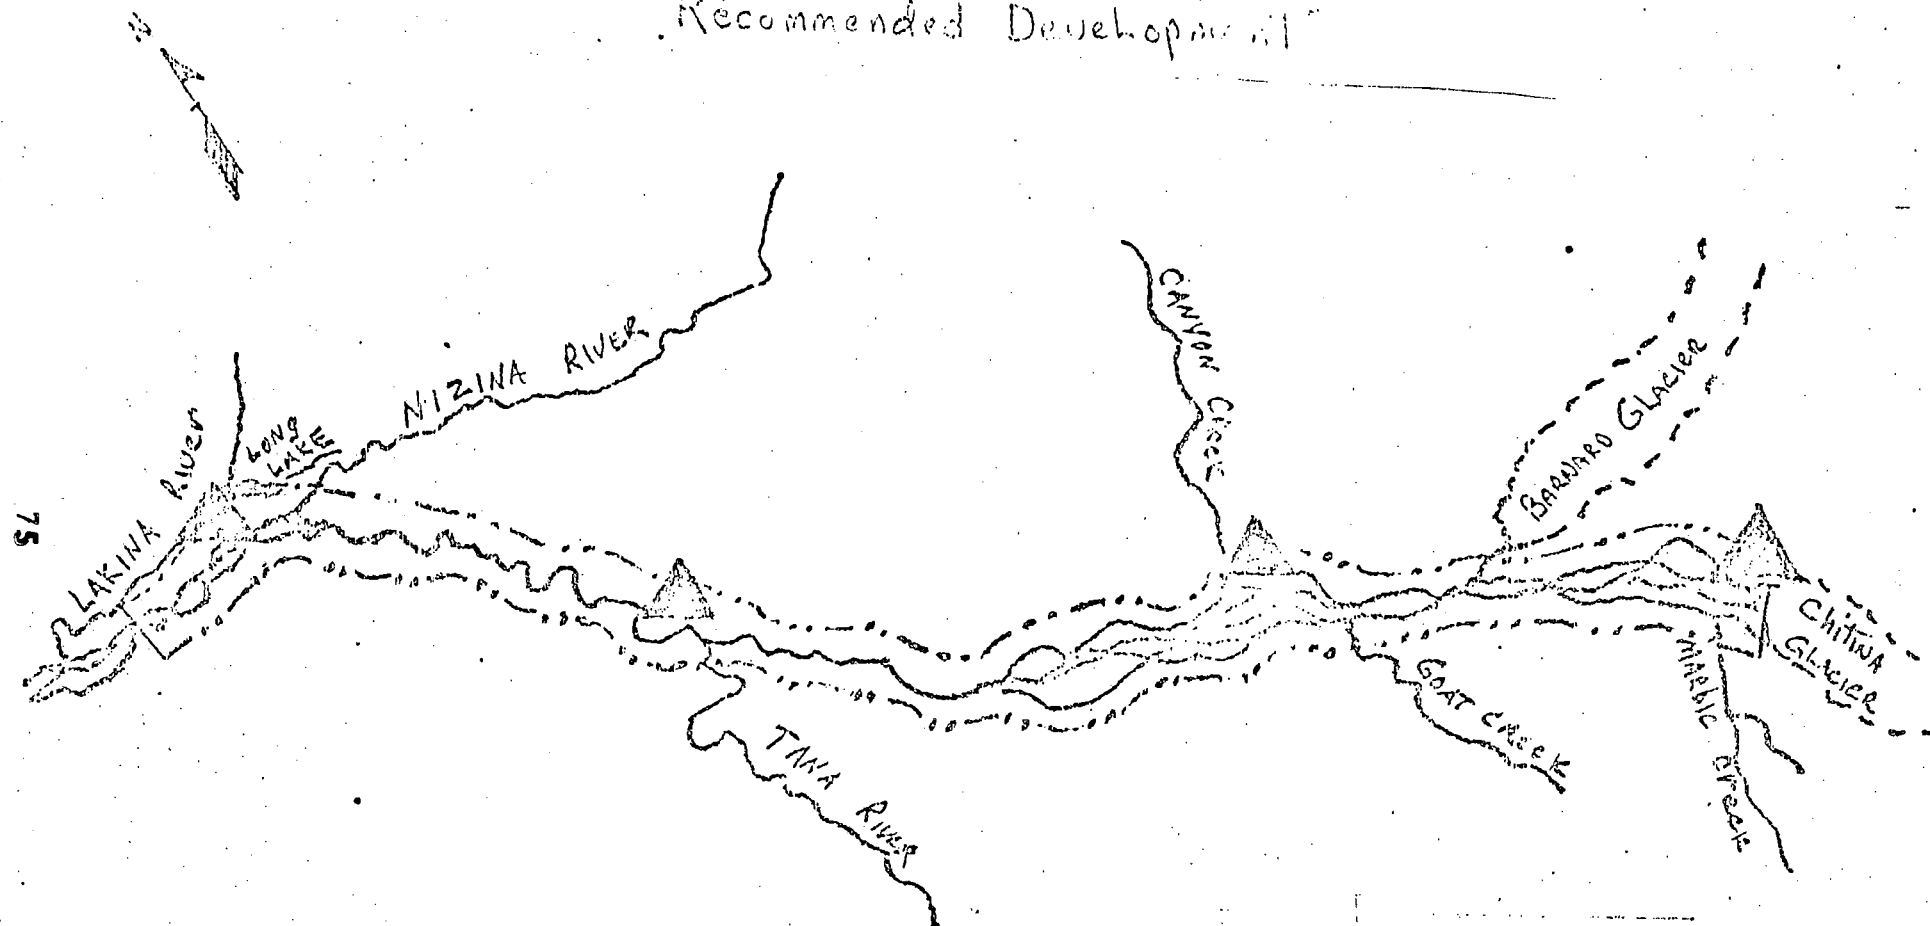 Recommended Development
N
NIZINA RIVER
LONG
LAKE
LAKINA River
CANYON Creek
BARNARD GLACIER
75
Chitina
GLACIER
GOAT CREEK
Marble Creek
TANA RIVER